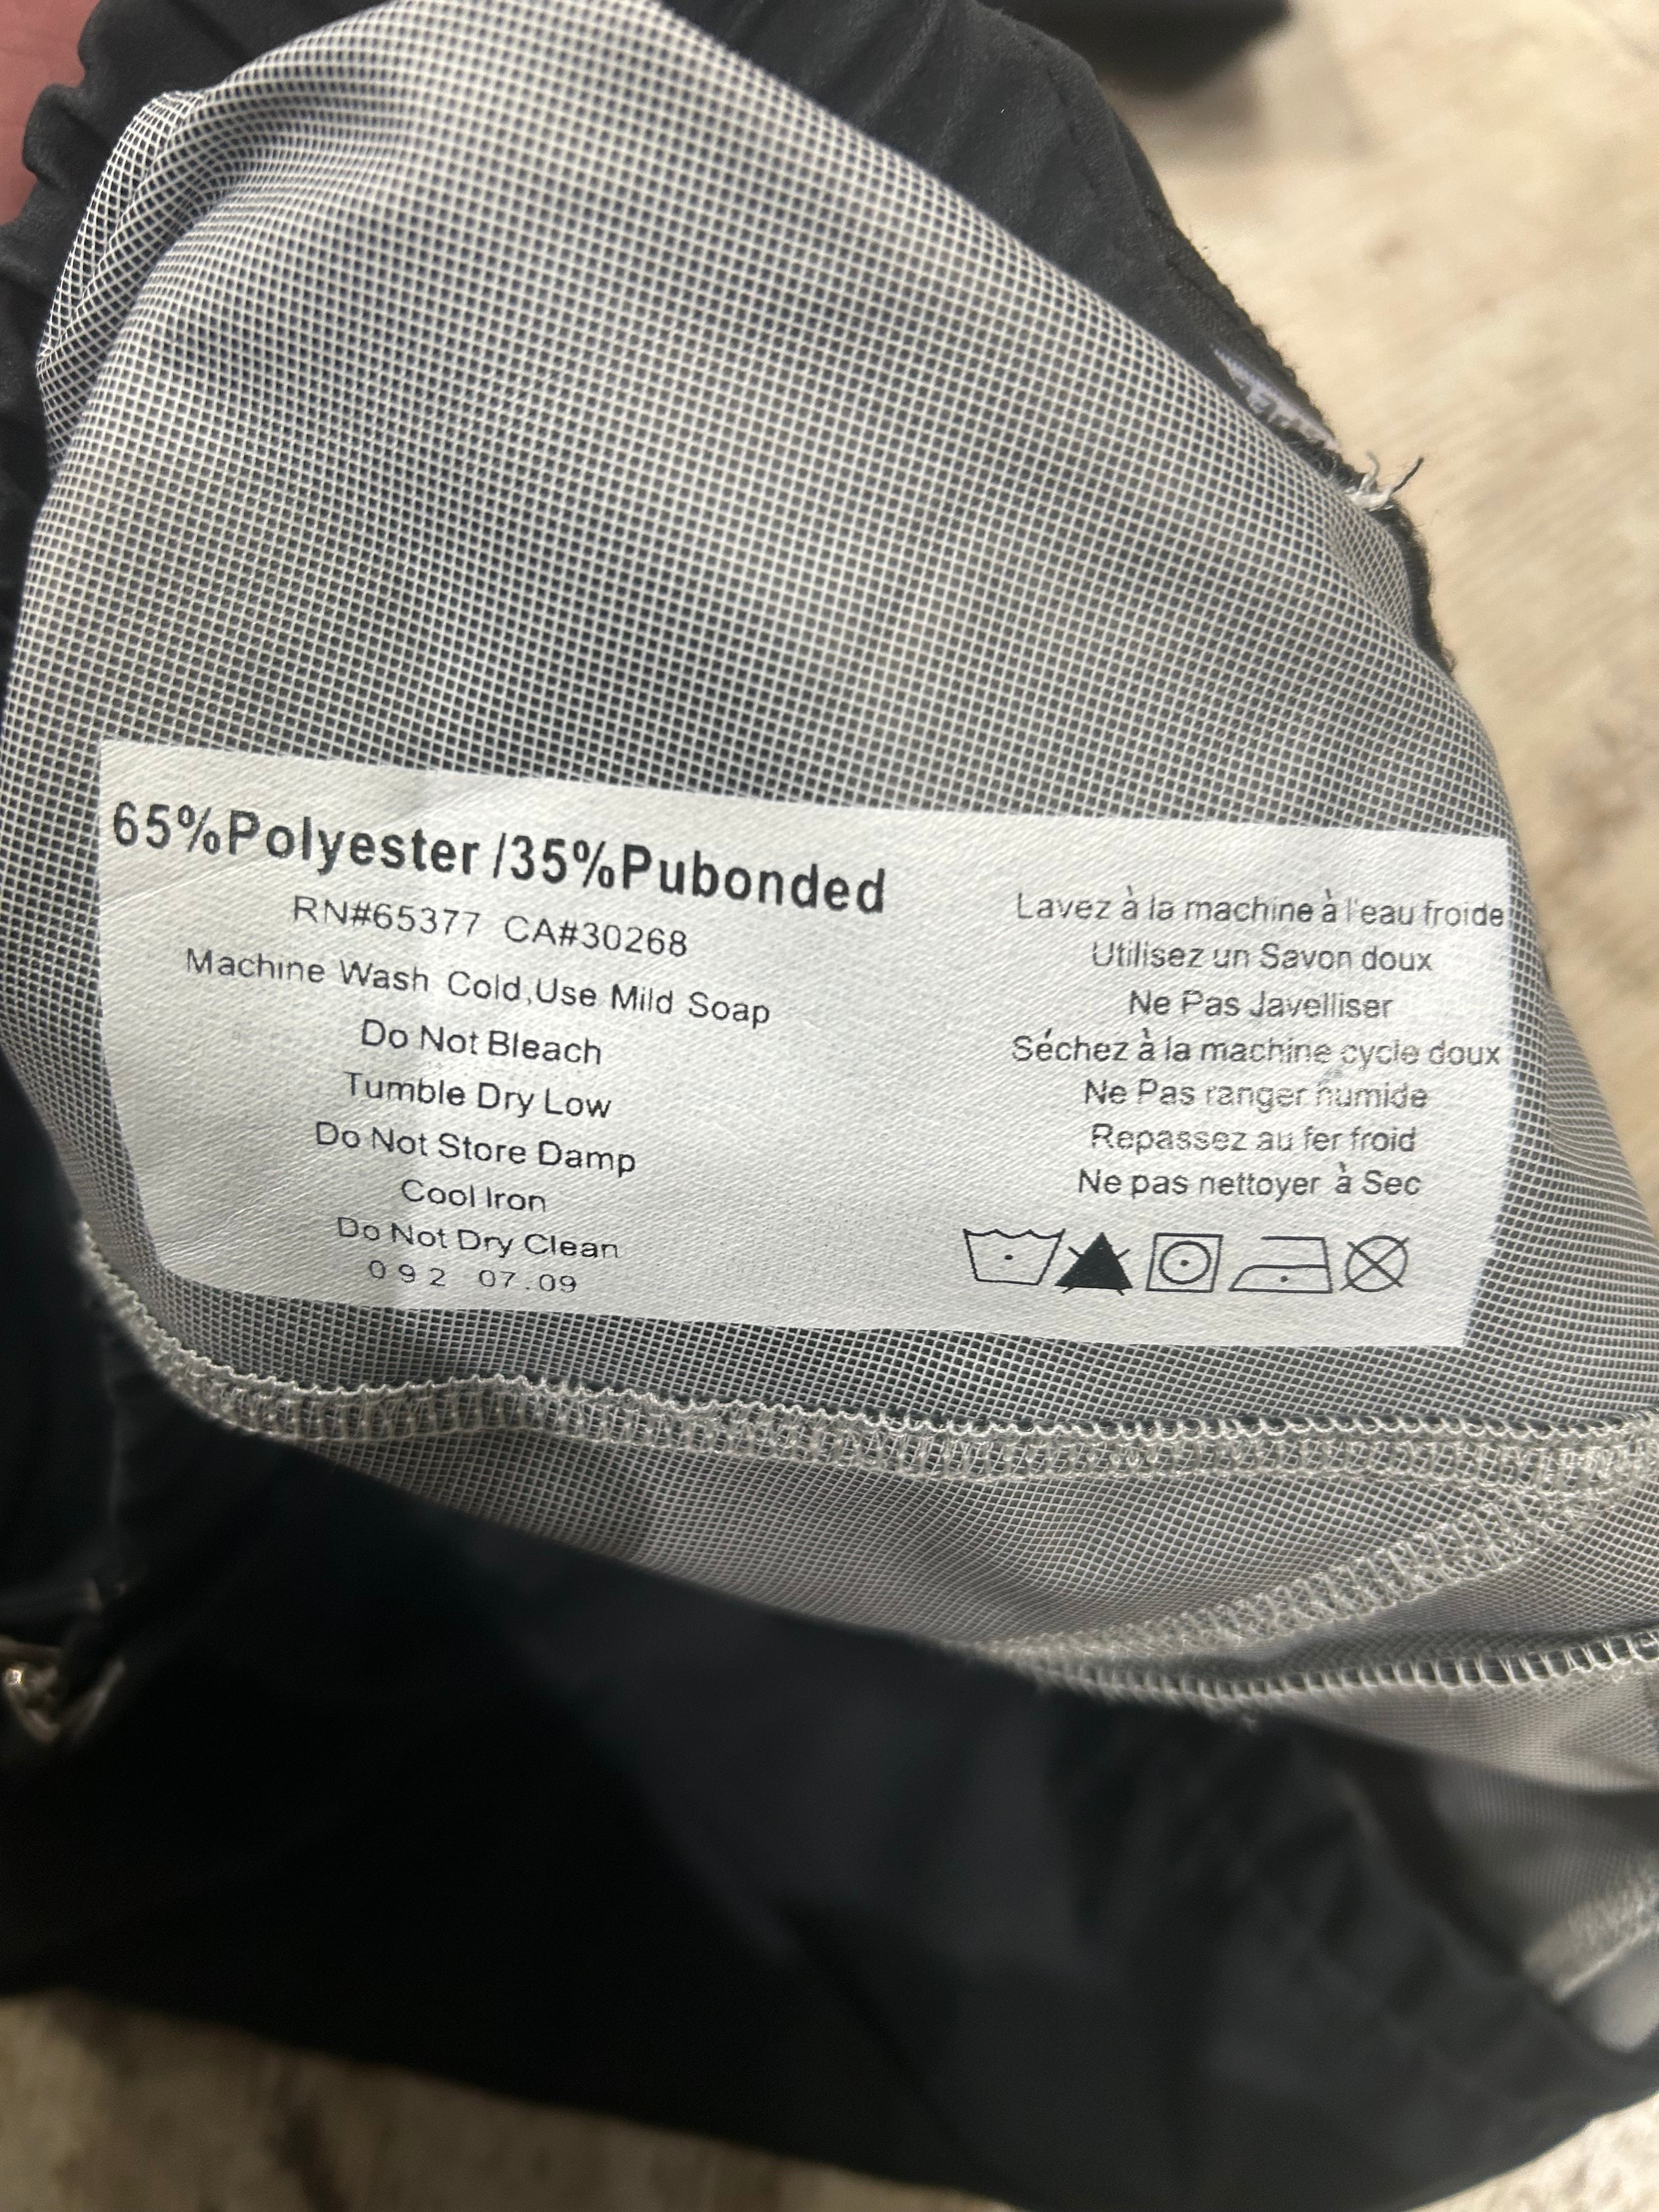 65%Polyester /35%Pubonded
RN#65377 CA#30268
Machine Wash Cold,Use Mild Soap
Do Not Bleach
Tumble Dry Low
Do Not Store Damp
Cool Iron
Do Not Dry Clean
092 07.09
Lavez à la machine à l'eau froide
Utilisez un Savon doux
Ne Pas Javelliser
Séchez à la machine cycle doux
Ne Pas ranger humide
Repassez au fer froid
Ne pas nettoyer à Sec